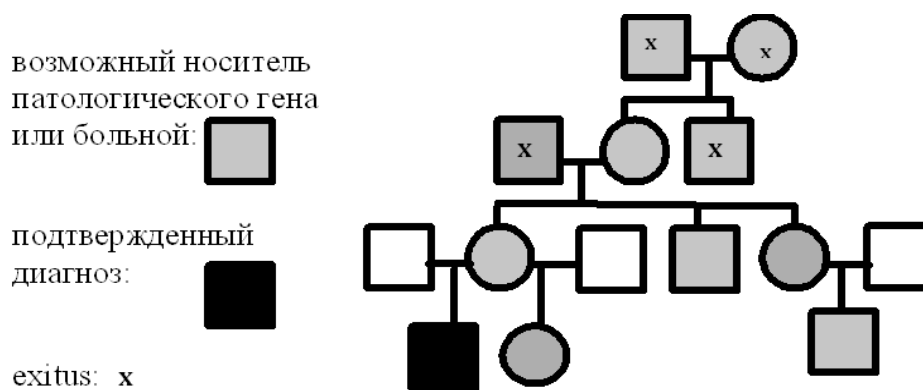 возможный носитель
патологического гена
или больной:
подтвержденный
диагноз:
exitus: x
x x
x x